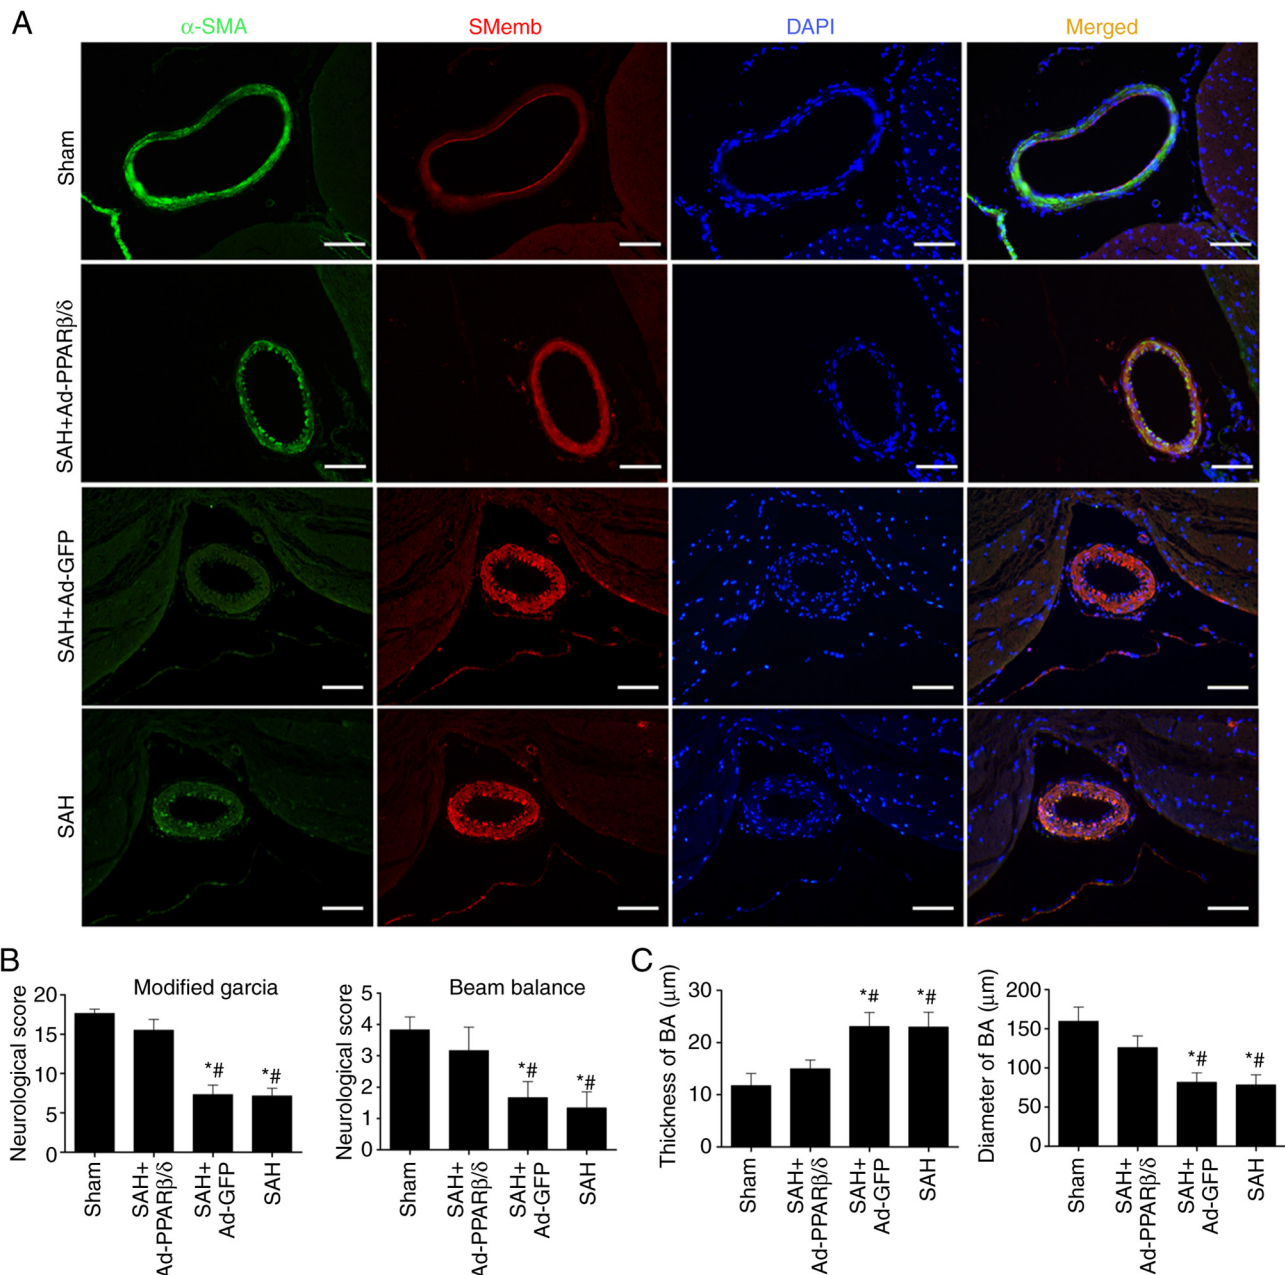 A
α-SMA SMemb DAPI Merged
Sham
SAH+Ad-PPARβ/δ
SAH+Ad-GFP
SAH
B
Modified garcia
Neurological score
20
15
10
5
0
*# *#
Sham
SAH+
Ad-PPARβ/δ
SAH+
Ad-GFP
SAH
Beam balance
Neurological score
5
4
3
2
1
0
*# *#
Sham
SAH+
Ad-PPARβ/δ
SAH+
Ad-GFP
SAH
C
Thickness of BA (μm)
30
20
10
0
*# *#
Sham
SAH+
Ad-PPARβ/δ
SAH+
Ad-GFP
SAH
Diameter of BA (μm)
200
150
100
50
0
*# *#
Sham
SAH+
Ad-PPARβ/δ
SAH+
Ad-GFP
SAH